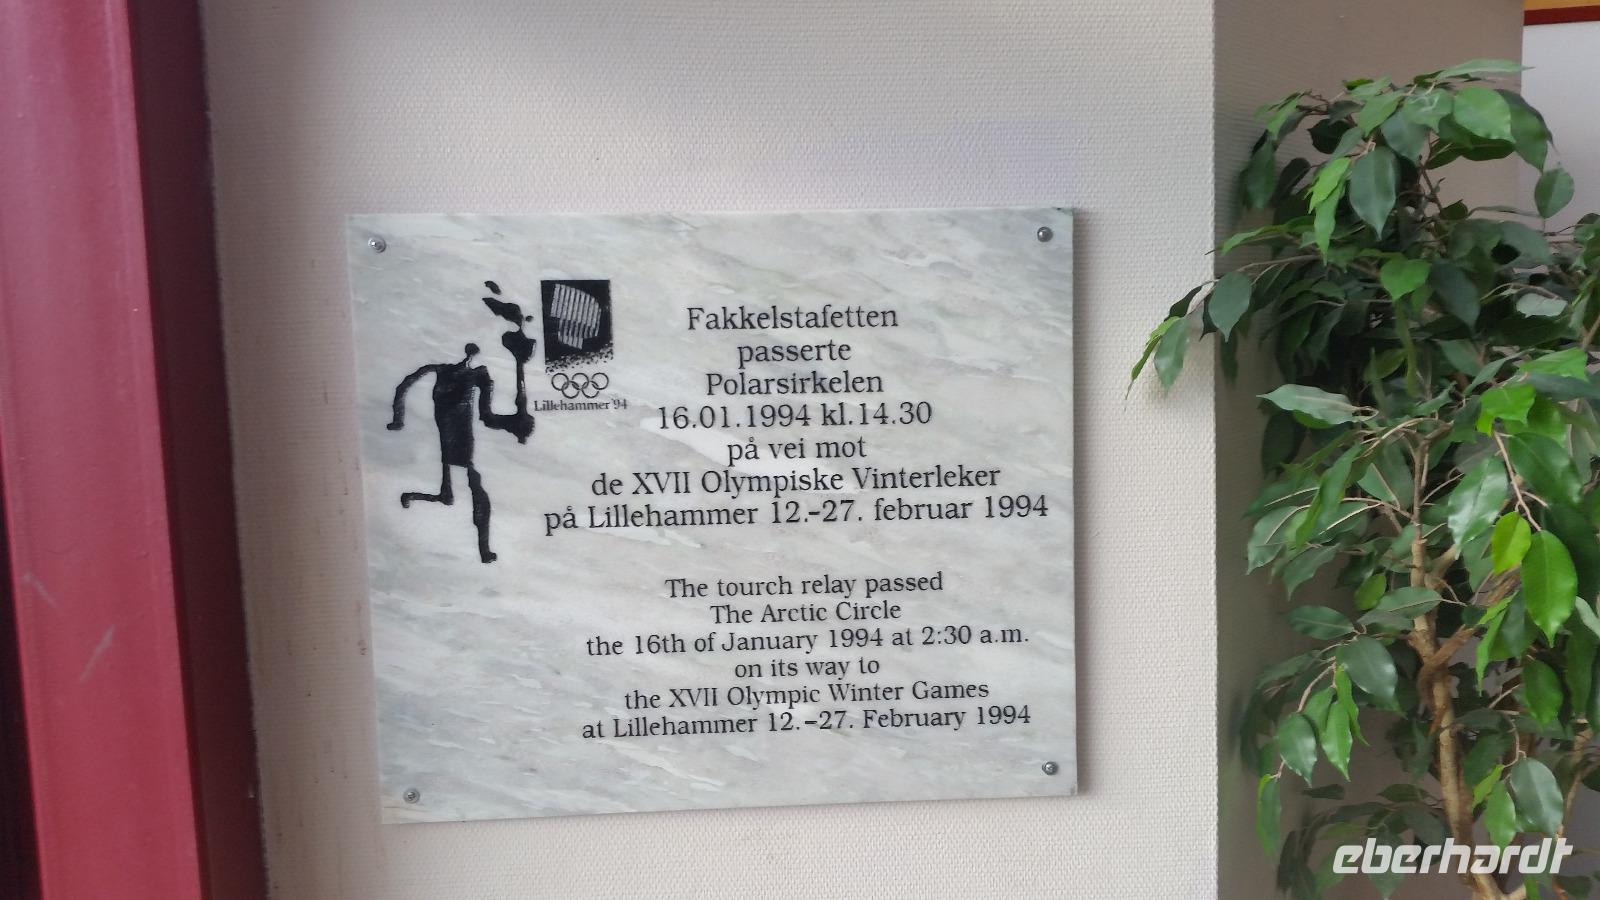 Lillehammer '94
Fakkelstafetten
passerte
Polarsirkelen
16.01.1994 kl.14.30
på vei mot
de XVII Olympiske Vinterleker
på Lillehammer 12.-27. februar 1994
The tourch relay passed
The Arctic Circle
the 16th of January 1994 at 2:30 a.m.
on its way to
the XVII Olympic Winter Games
at Lillehammer 12.-27. February 1994
eberhardt